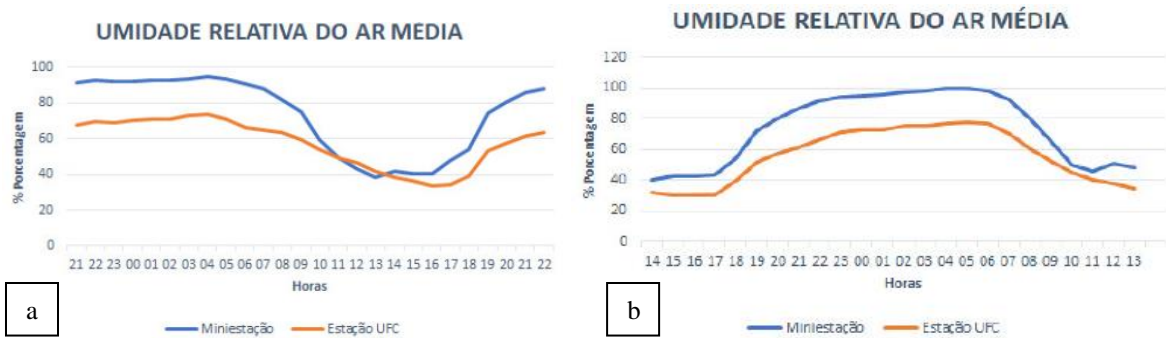 UMIDADE RELATIVA DO AR MEDIA
% Porcentagem
100
80
60
40
20
0
21 22 23 00 01 02 03 04 05 06 07 08 09 10 11 12 13 14 15 16 17 18 19 20 21 22
Horas
Miniestação Estação UFC
a
UMIDADE RELATIVA DO AR MÉDIA
% Porcentagem
120
100
80
60
40
20
0
14 15 16 17 18 19 20 21 22 23 00 01 02 03 04 05 06 07 08 09 10 11 12 13
Horas
Miniestação Estação UFC
b